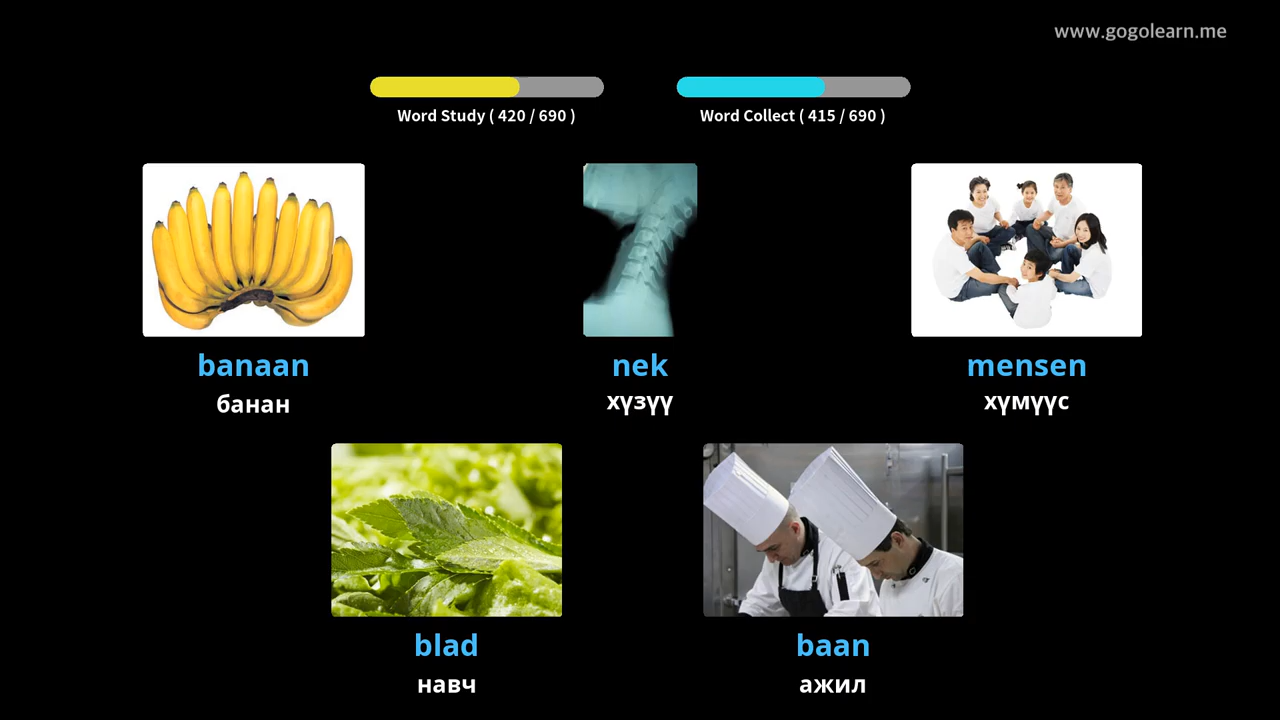 www.gogolearn.me
Word Study ( 420 / 690 )
Word Collect ( 415 / 690 )
banaan
банан
nek
хүзүү
mensen
хүмүүс
blad
навч
baan
ажил